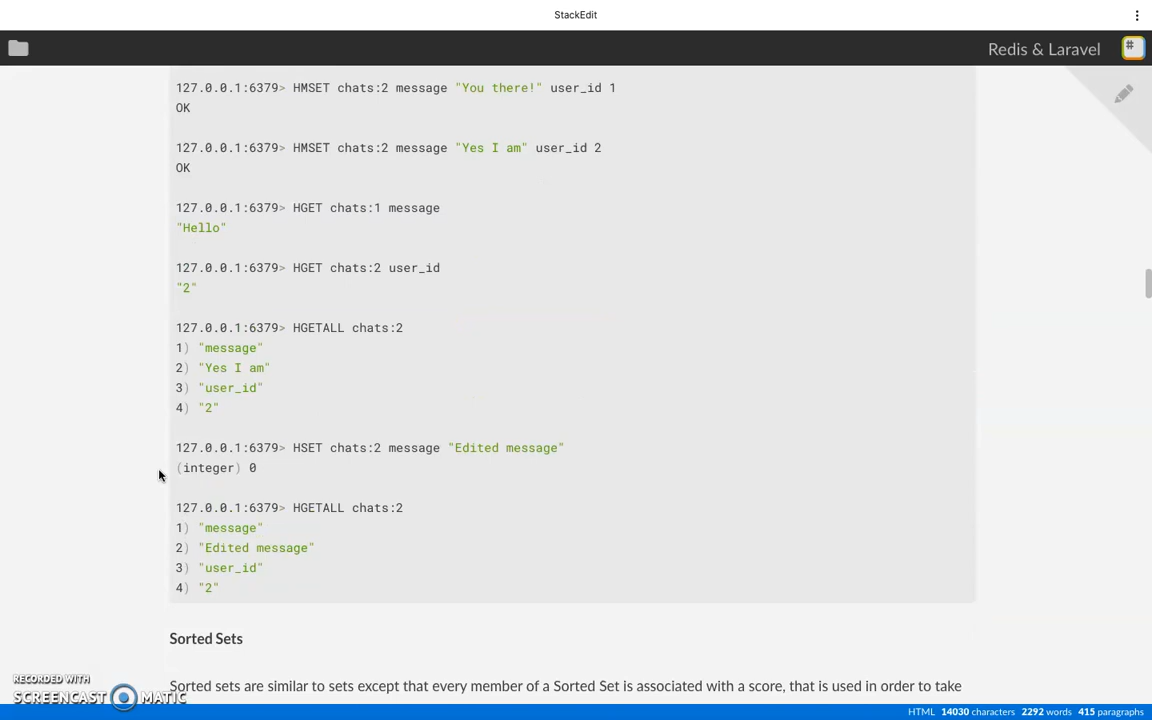 StackEdit
Redis & Laravel
#
127.0.0.1:6379> HMSET chats:2 message "You there!" user_id 1
OK
127.0.0.1:6379> HMSET chats:2 message "Yes I am" user_id 2
OK
127.0.0.1:6379> HGET chats:1 message
"Hello"
127.0.0.1:6379> HGET chats:2 user_id
"2"
127.0.0.1:6379> HGETALL chats:2
1) "message"
2) "Yes I am"
3) "user_id"
4) "2"
127.0.0.1:6379> HSET chats:2 message "Edited message"
(integer) 0
127.0.0.1:6379> HGETALL chats:2
1) "message"
2) "Edited message"
3) "user_id"
4) "2"
Sorted Sets
Sorted sets are similar to sets except that every member of a Sorted Set is associated with a score, that is used in order to take
RECORDED WITH
SCREENCAST MATIC
HTML 14030 characters 2292 words 415 paragraphs